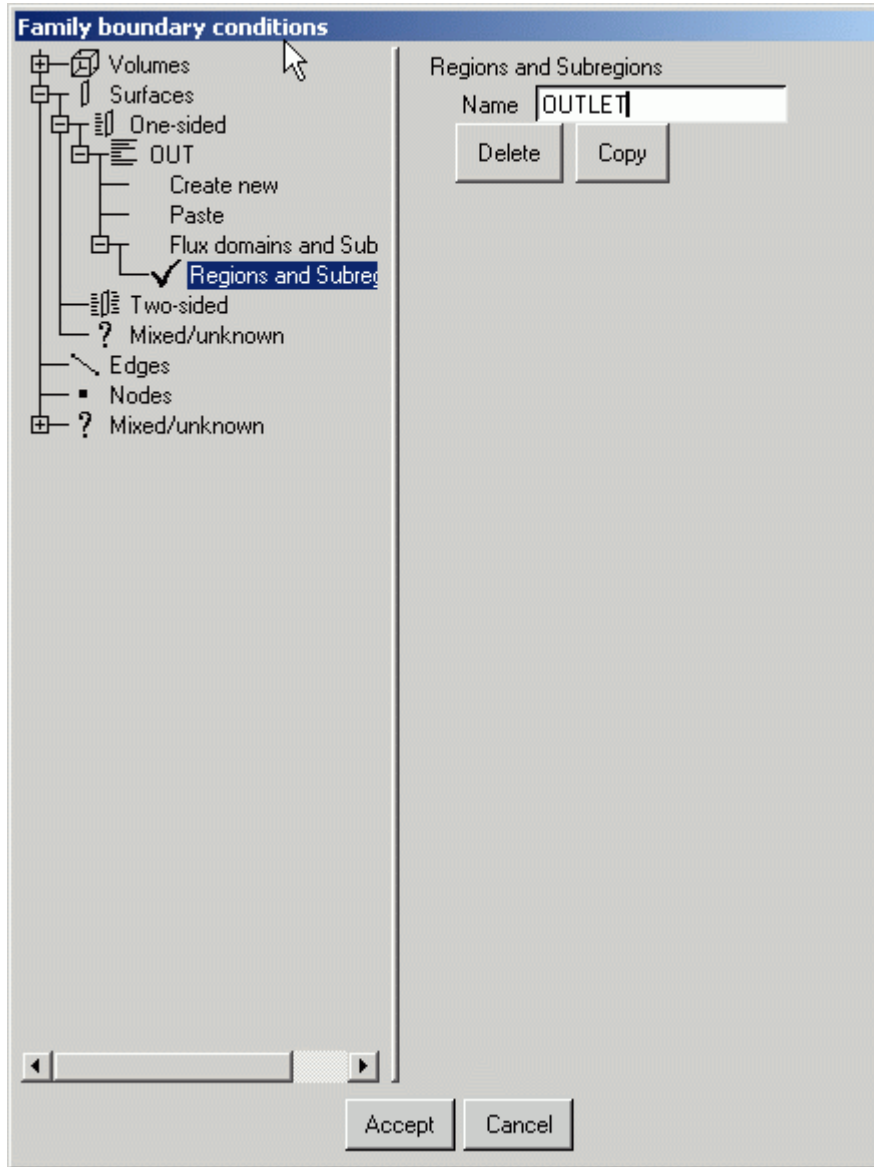 Family boundary conditions
Volumes
Surfaces
One-sided
OUT
Create new
Paste
Flux domains and Sub
Regions and Subreg
Two-sided
? Mixed/unknown
Edges
Nodes
? Mixed/unknown
Regions and Subregions
Name OUTLET
Delete Copy
Accept Cancel